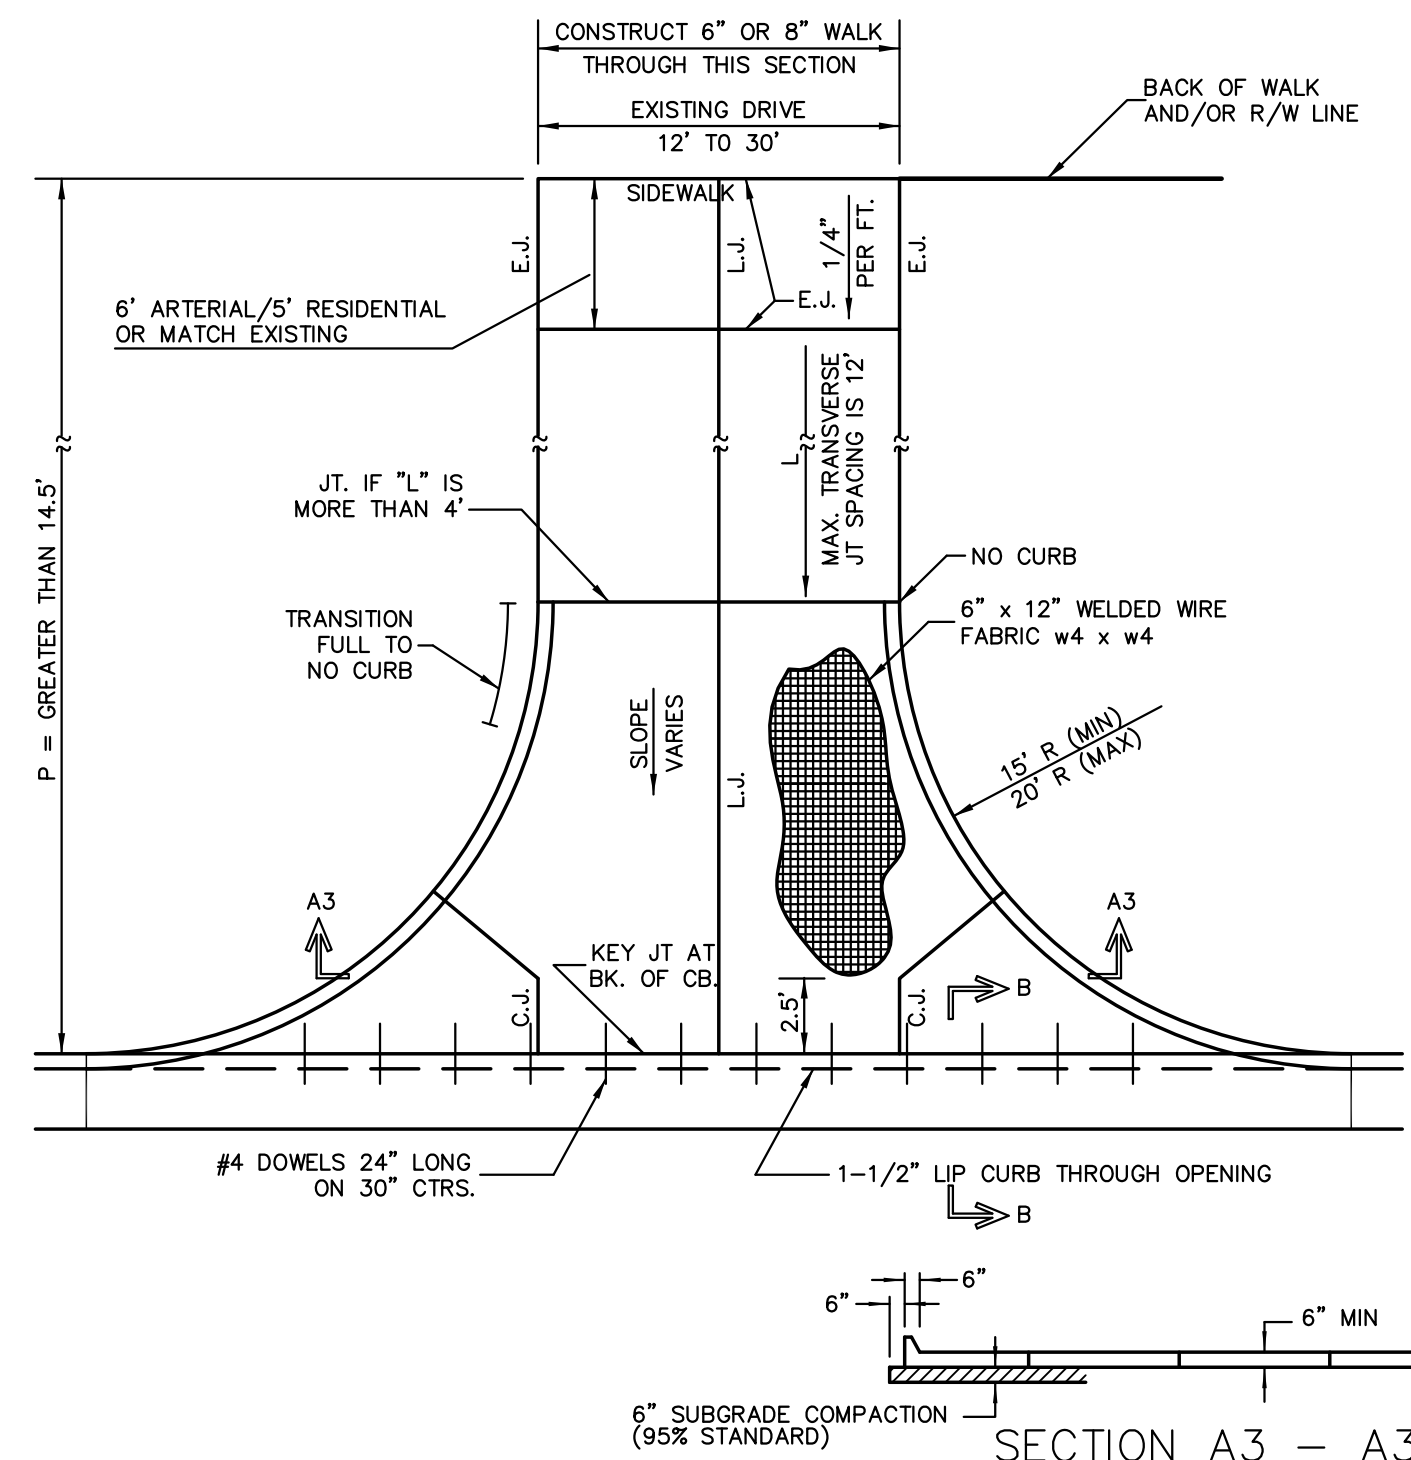 CONSTRUCT 6” OR 8” WALK
THROUGH THIS SECTION
EXISTING DRIVE
12’ TO 30’
BACK OF WALK
AND/OR R/W LINE
SIDEWALK
E.J.
L.J.
1/4”
PER FT.
E.J.
E.J.
6’ ARTERIAL/5’ RESIDENTIAL
OR MATCH EXISTING
L
MAX. TRANSVERSE
JT SPACING IS 12’
JT. IF ”L” IS
MORE THAN 4’
P = GREATER THAN 14.5’
NO CURB
TRANSITION
FULL TO
NO CURB
6” x 12” WELDED WIRE
FABRIC w4 x w4
SLOPE
VARIES
L.J.
15’ R (MIN)
20’ R (MAX)
A3
A3
KEY JT AT
BK. OF CB.
C.J.
2.5’
C.J.
B
#4 DOWELS 24” LONG
ON 30” CTRS.
1-1/2” LIP CURB THROUGH OPENING
B
6”
6”
6” MIN
6” SUBGRADE COMPACTION
(95% STANDARD)
SECTION A3 - A3